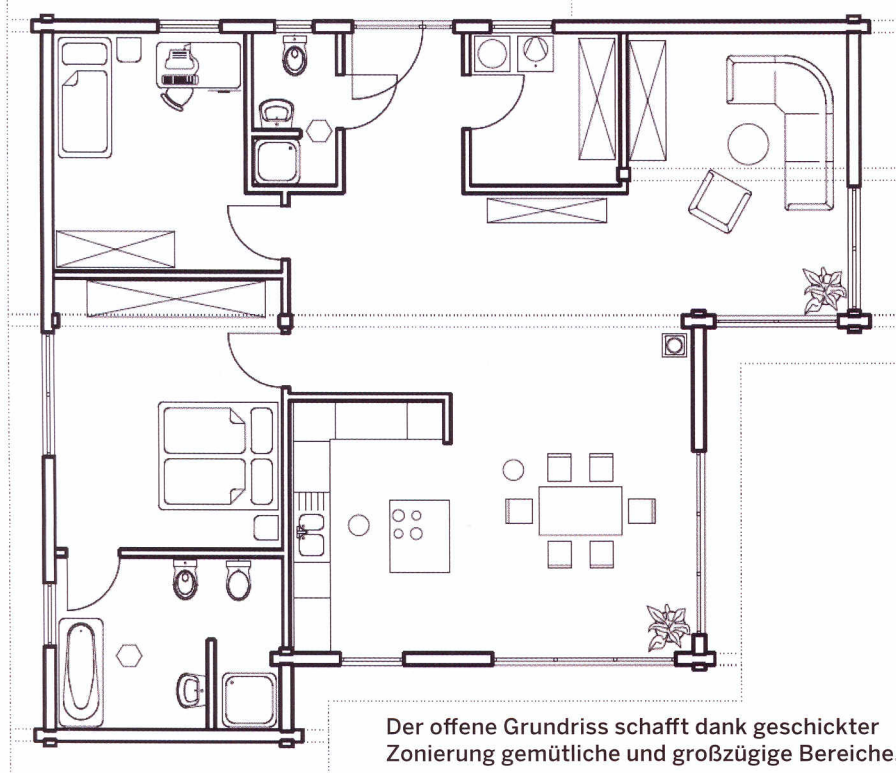 Der offene Grundriss schafft dank geschickter
Zonierung gemütliche und großzügige Bereiche